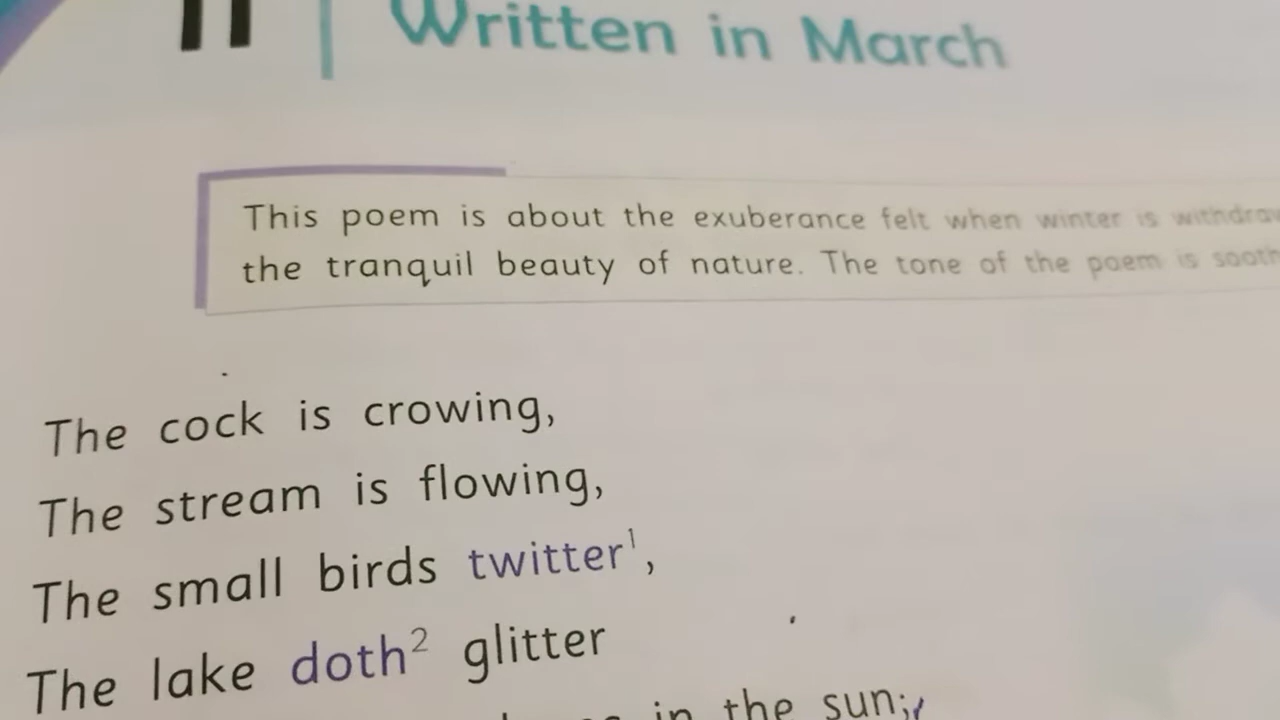 11
Written in March
This poem is about the exuberance felt when winter is
the tranquil beauty of nature. The tone of the poem is
The cock is crowing,
The stream is flowing,
The small birds twitter¹,
The lake doth² glitter
in the sun;